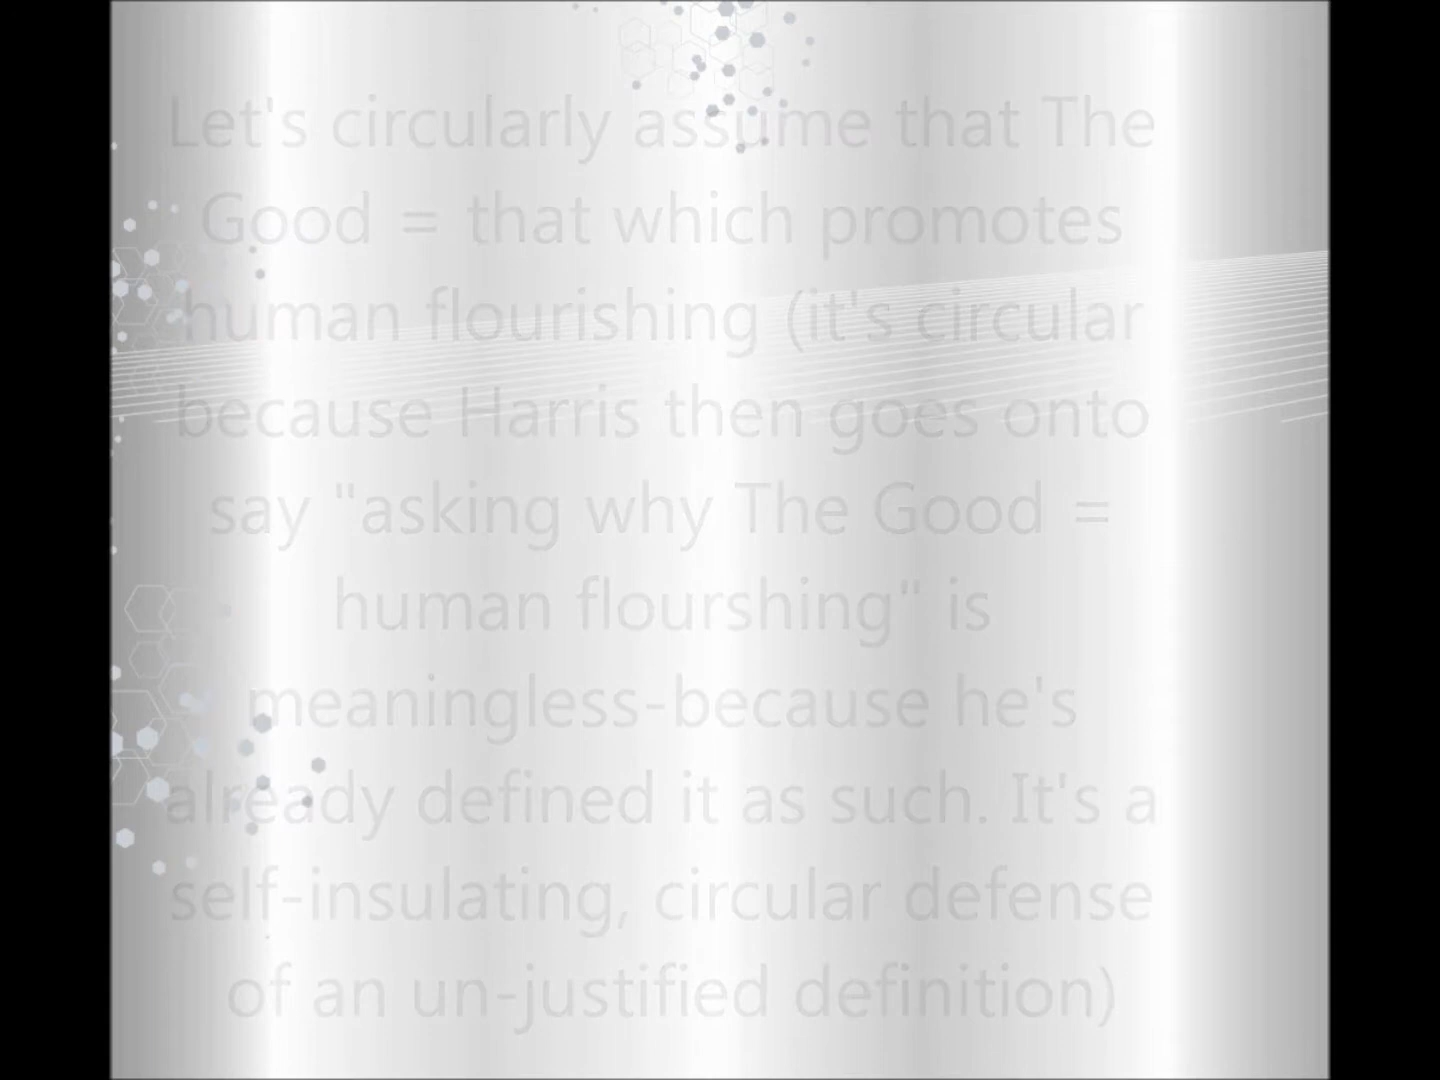 Let's circularly assume that The
Good = that which promotes
human flourishing (it's circular
because Harris then goes onto
say "asking why The Good =
human flourshing" is
meaningless-because he's
already defined it as such. It's a
self-insulating, circular defense
of an un-justified definition)